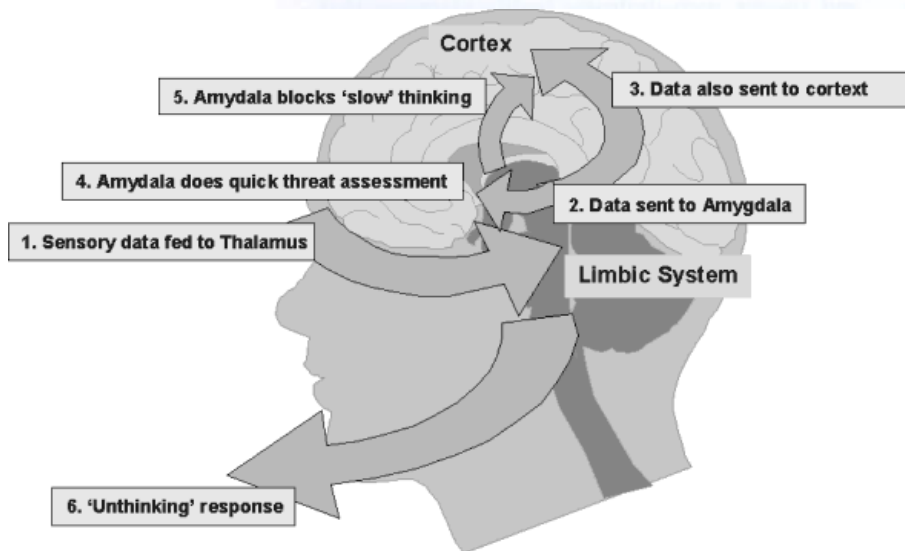 Cortex
5. Amydala blocks ‘slow’ thinking
3. Data also sent to cortext
4. Amydala does quick threat assessment
2. Data sent to Amygdala
1. Sensory data fed to Thalamus
Limbic System
6. ‘Unthinking’ response